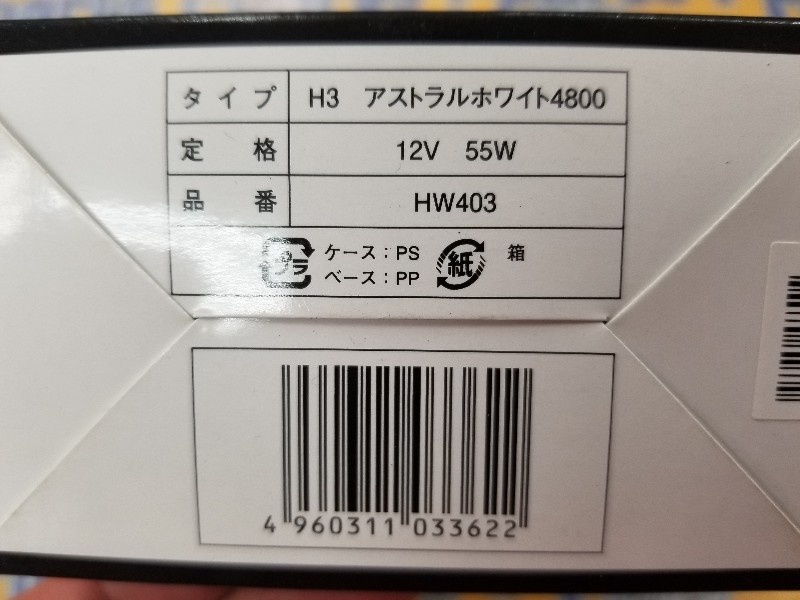 タイプ H3 アストラルホワイト4800
定格 12V 55W
品番 HW403
プラ ケース：PS 紙 箱
ベース：PP
4 960311 033622